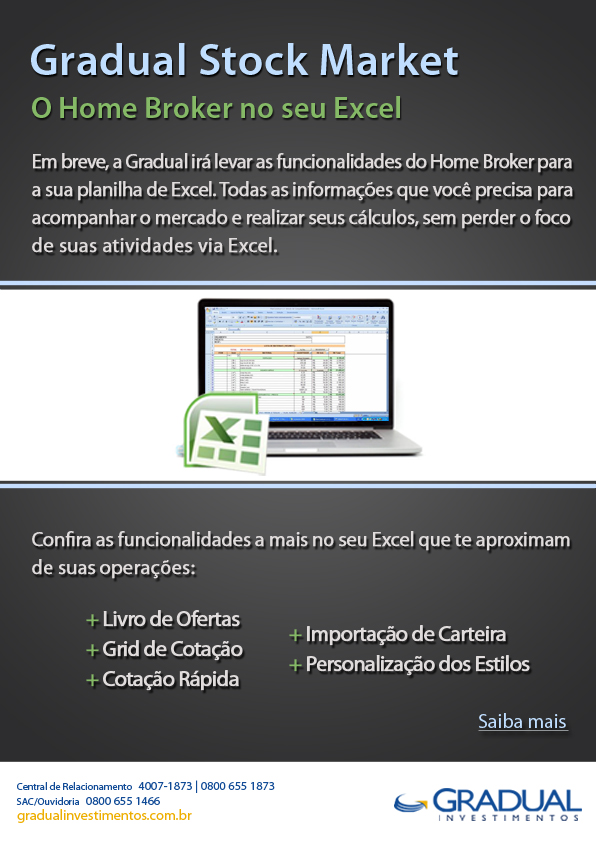 Gradual Stock Market
O Home Broker no seu Excel
Em breve, a Gradual irá levar as funcionalidades do Home Broker para
a sua planilha de Excel. Todas as informações que você precisa para
acompanhar o mercado e realizar seus cálculos, sem perder o foco
de suas atividades via Excel.
Confira as funcionalidades a mais no seu Excel que te aproximam
de suas operações:
+ Livro de Ofertas
+ Grid de Cotação
+ Cotação Rápida
+ Importação de Carteira
+ Personalização dos Estilos
Saiba mais
Central de Relacionamento 4007-1873 | 0800 655 1873
SAC/Ouvidoria 0800 655 1466
gradualinvestimentos.com.br
GRADUAL
INVESTIMENTOS